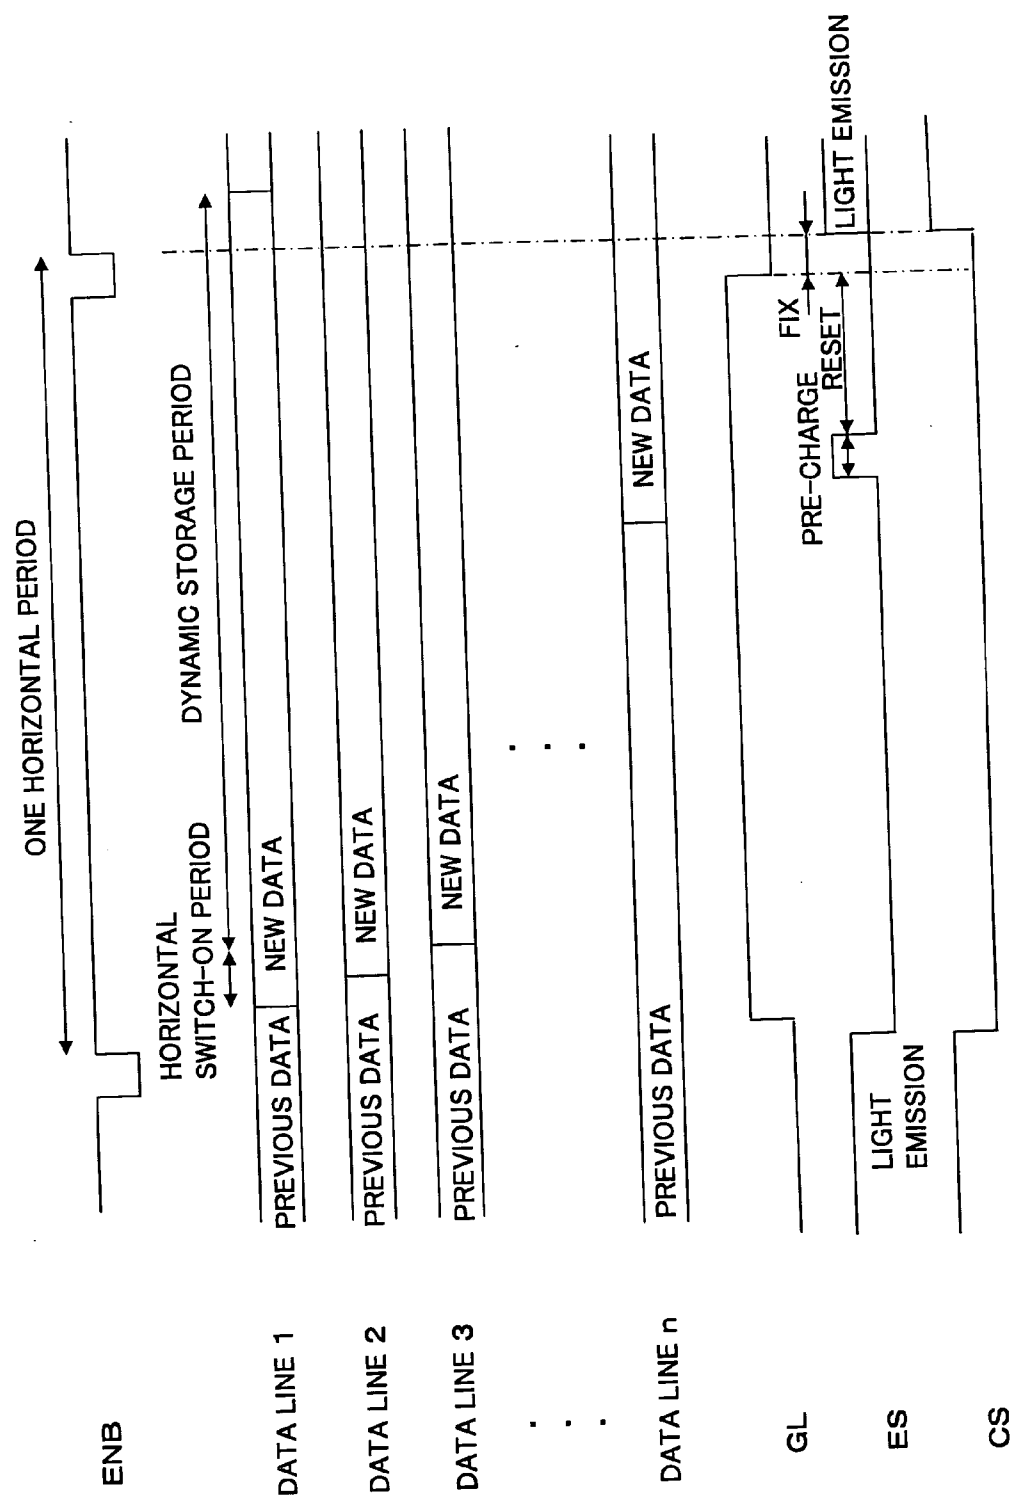 ONE HORIZONTAL PERIOD
ENB
HORIZONTAL
SWITCH-ON PERIOD
DYNAMIC STORAGE PERIOD
DATA LINE 1
PREVIOUS DATA
NEW DATA
DATA LINE 2
PREVIOUS DATA
NEW DATA
DATA LINE 3
PREVIOUS DATA
NEW DATA
. . .
. . .
DATA LINE n
PREVIOUS DATA
NEW DATA
GL
FIX
PRE-CHARGE
RESET
LIGHT EMISSION
ES
LIGHT
EMISSION
CS